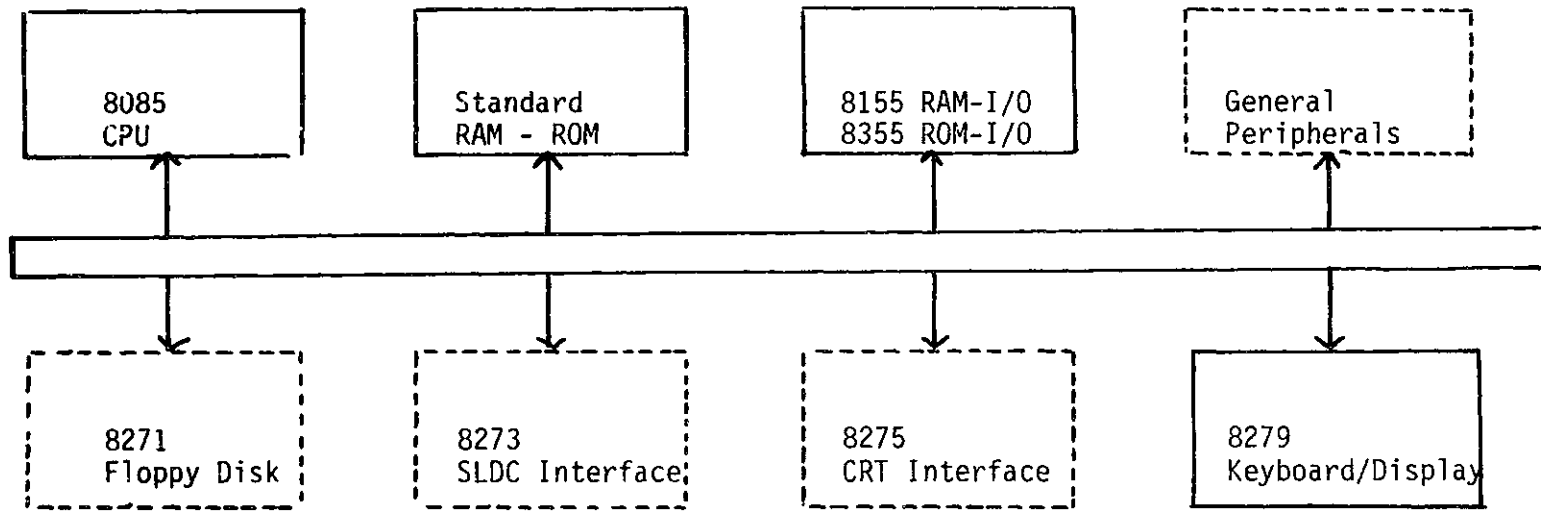 8085
CPU
Standard
RAM - ROM
8155 RAM-I/O
8355 ROM-I/O
General
Peripherals
8271
Floppy Disk
8273
SLDC Interface
8275
CRT Interface
8279
Keyboard/Display